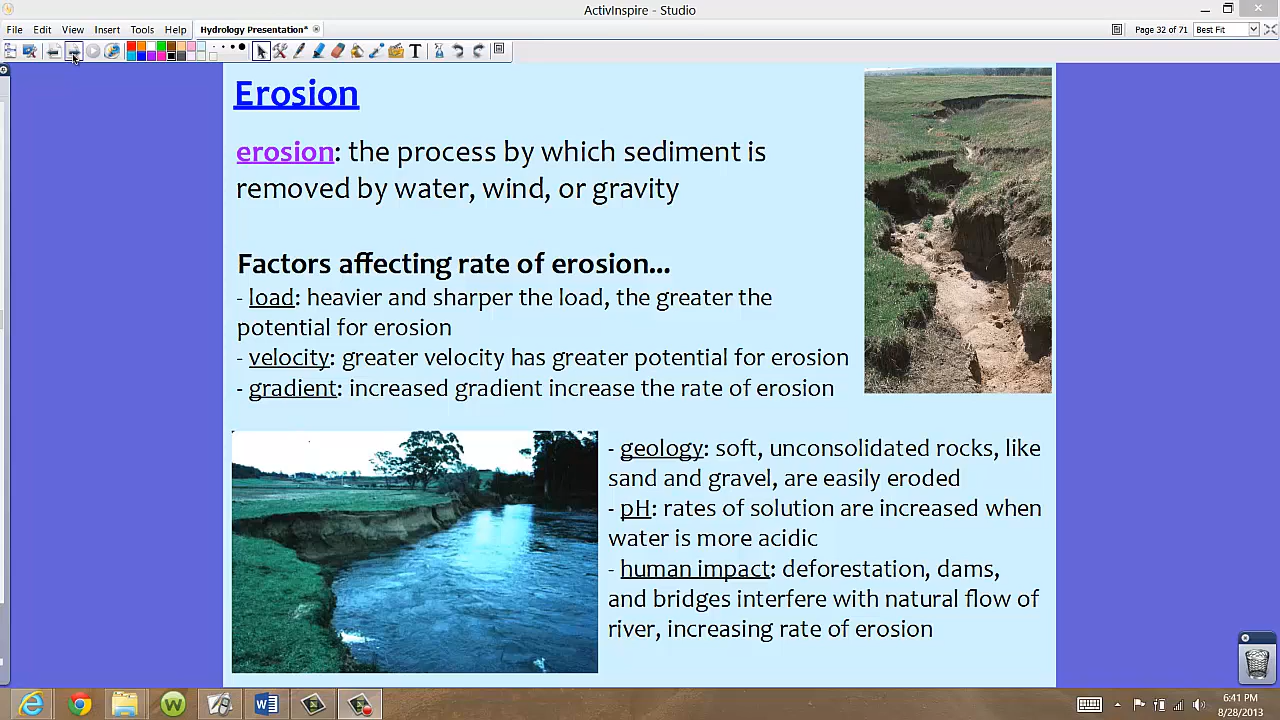 ActivInspire - Studio
File Edit View Insert Tools Help Hydrology Presentation* Page 32 of 71 Best Fit
Erosion
erosion: the process by which sediment is
removed by water, wind, or gravity
Factors affecting rate of erosion...
- load: heavier and sharper the load, the greater the
potential for erosion
- velocity: greater velocity has greater potential for erosion
- gradient: increased gradient increase the rate of erosion
- geology: soft, unconsolidated rocks, like
sand and gravel, are easily eroded
- pH: rates of solution are increased when
water is more acidic
- human impact: deforestation, dams,
and bridges interfere with natural flow of
river, increasing rate of erosion
6:41 PM
8/28/2013